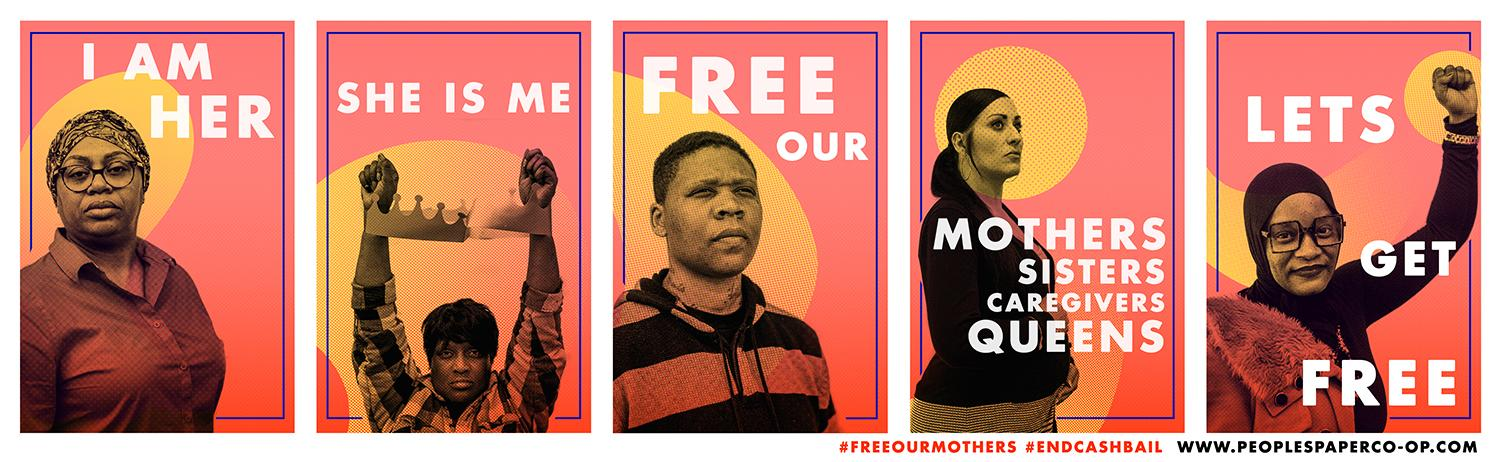 I AM
HER
SHE IS ME
FREE
OUR
MOTHERS
SISTERS
CAREGIVERS
QUEENS
LETS
GET
FREE
#FREEOURMOTHERS #ENDCASHBAIL WWW.PEOPLESPAPERCO-OP.COM